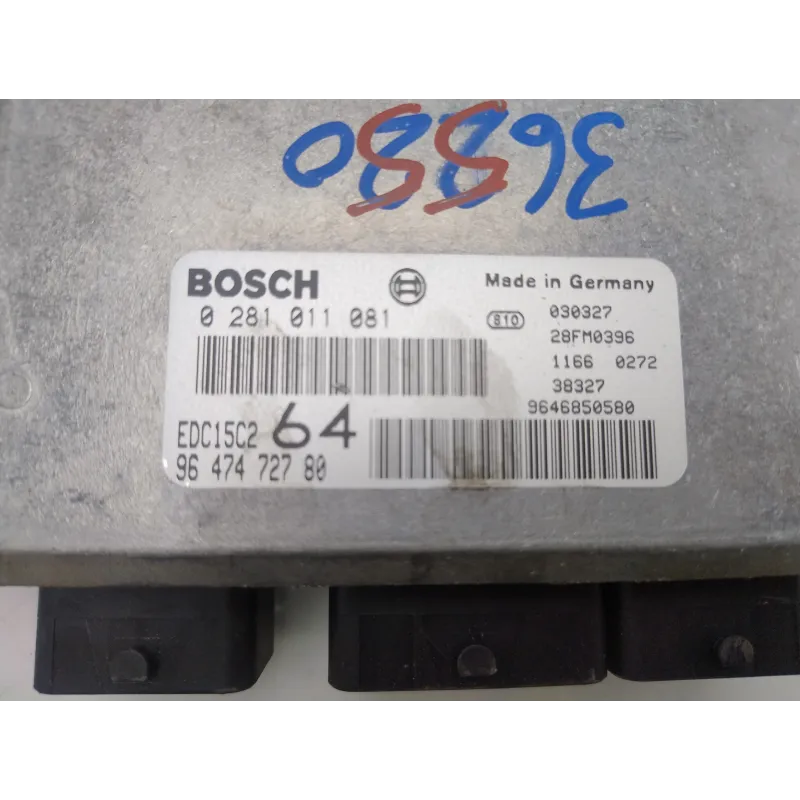 BOSCH
Made in Germany
0 281 011 081
S10 030327
28FM0396
1166 0272
38327
9646850580
EDC15C2 64
96 474 727 80